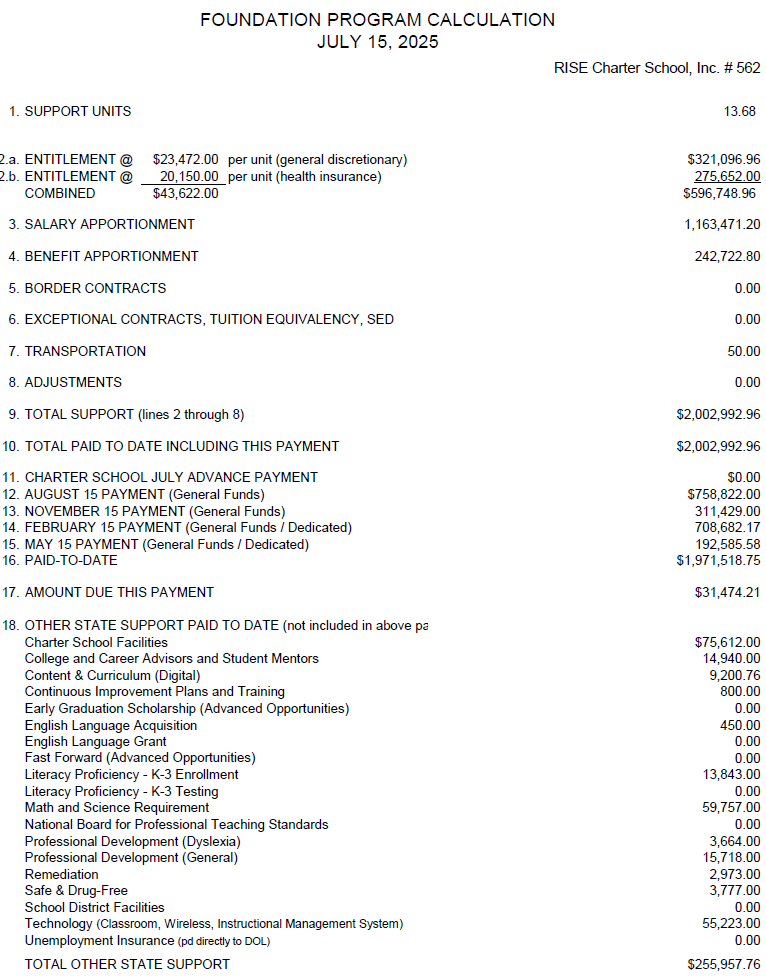 FOUNDATION PROGRAM CALCULATION
JULY 15, 2025
RISE Charter School, Inc. # 562
1. SUPPORT UNITS 13.68
2.a. ENTITLEMENT @ $23,472.00 per unit (general discretionary) $321,096.96
2.b. ENTITLEMENT @ 20,150.00 per unit (health insurance) 275,652.00
COMBINED $43,622.00 $596,748.96
3. SALARY APPORTIONMENT 1,163,471.20
4. BENEFIT APPORTIONMENT 242,722.80
5. BORDER CONTRACTS 0.00
6. EXCEPTIONAL CONTRACTS, TUITION EQUIVALENCY, SED 0.00
7. TRANSPORTATION 50.00
8. ADJUSTMENTS 0.00
9. TOTAL SUPPORT (lines 2 through 8) $2,002,992.96
10. TOTAL PAID TO DATE INCLUDING THIS PAYMENT $2,002,992.96
11. CHARTER SCHOOL JULY ADVANCE PAYMENT $0.00
12. AUGUST 15 PAYMENT (General Funds) $758,822.00
13. NOVEMBER 15 PAYMENT (General Funds) 311,429.00
14. FEBRUARY 15 PAYMENT (General Funds / Dedicated) 708,682.17
15. MAY 15 PAYMENT (General Funds / Dedicated) 192,585.58
16. PAID-TO-DATE $1,971,518.75
17. AMOUNT DUE THIS PAYMENT $31,474.21
18. OTHER STATE SUPPORT PAID TO DATE (not included in above pa
Charter School Facilities $75,612.00
College and Career Advisors and Student Mentors 14,940.00
Content & Curriculum (Digital) 9,200.76
Continuous Improvement Plans and Training 800.00
Early Graduation Scholarship (Advanced Opportunities) 0.00
English Language Acquisition 450.00
English Language Grant 0.00
Fast Forward (Advanced Opportunities) 0.00
Literacy Proficiency - K-3 Enrollment 13,843.00
Literacy Proficiency - K-3 Testing 0.00
Math and Science Requirement 59,757.00
National Board for Professional Teaching Standards 0.00
Professional Development (Dyslexia) 3,664.00
Professional Development (General) 15,718.00
Remediation 2,973.00
Safe & Drug-Free 3,777.00
School District Facilities 0.00
Technology (Classroom, Wireless, Instructional Management System) 55,223.00
Unemployment Insurance (pd directly to DOL) 0.00
TOTAL OTHER STATE SUPPORT $255,957.76